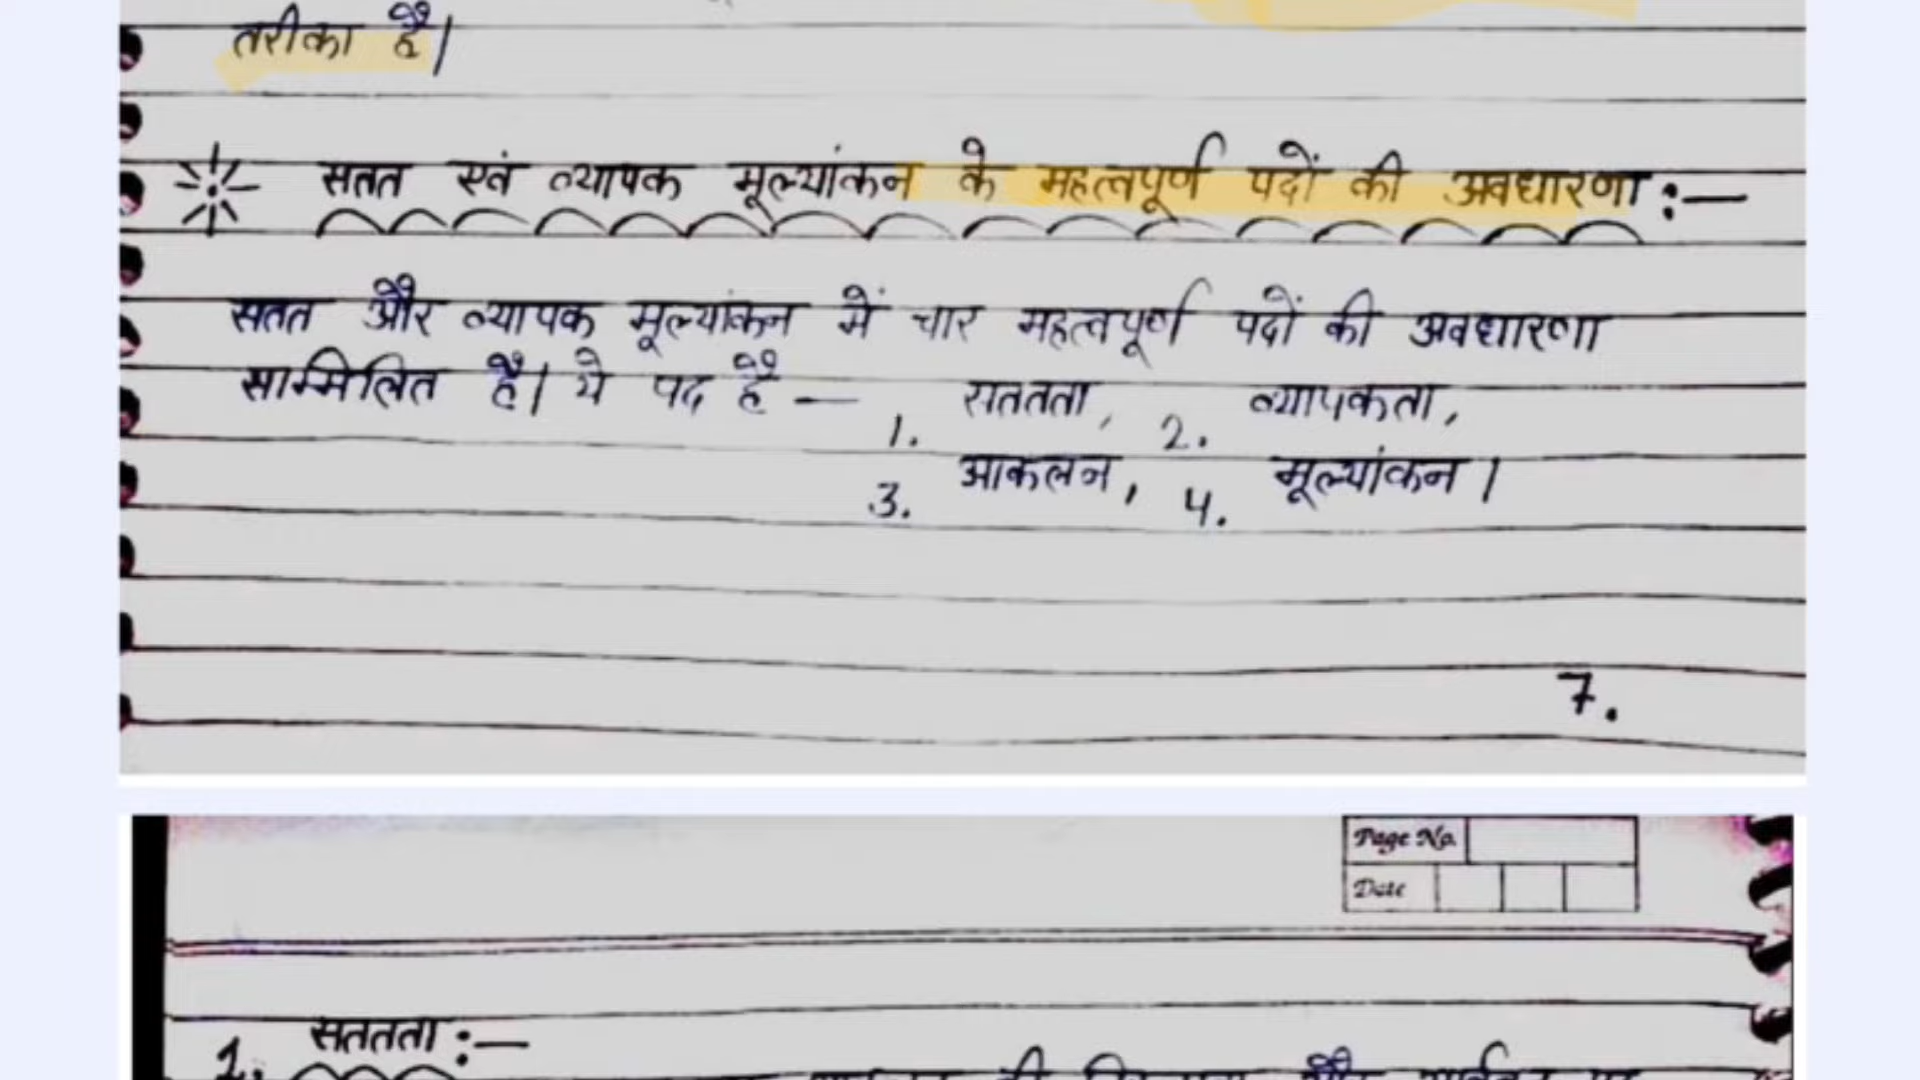 तरीका है।
सतत एवं व्यापक मूल्यांकन के महत्वपूर्ण पदों की अवधारणा :—
सतत और व्यापक मूल्यांकन में चार महत्वपूर्ण पदों की अवधारणा
सम्मिलित है। ये पद है — 1. सततता, 2. व्यापकता,
3. आकलन, 4. मूल्यांकन।
7.
Page No.
Date
1. सततता :—